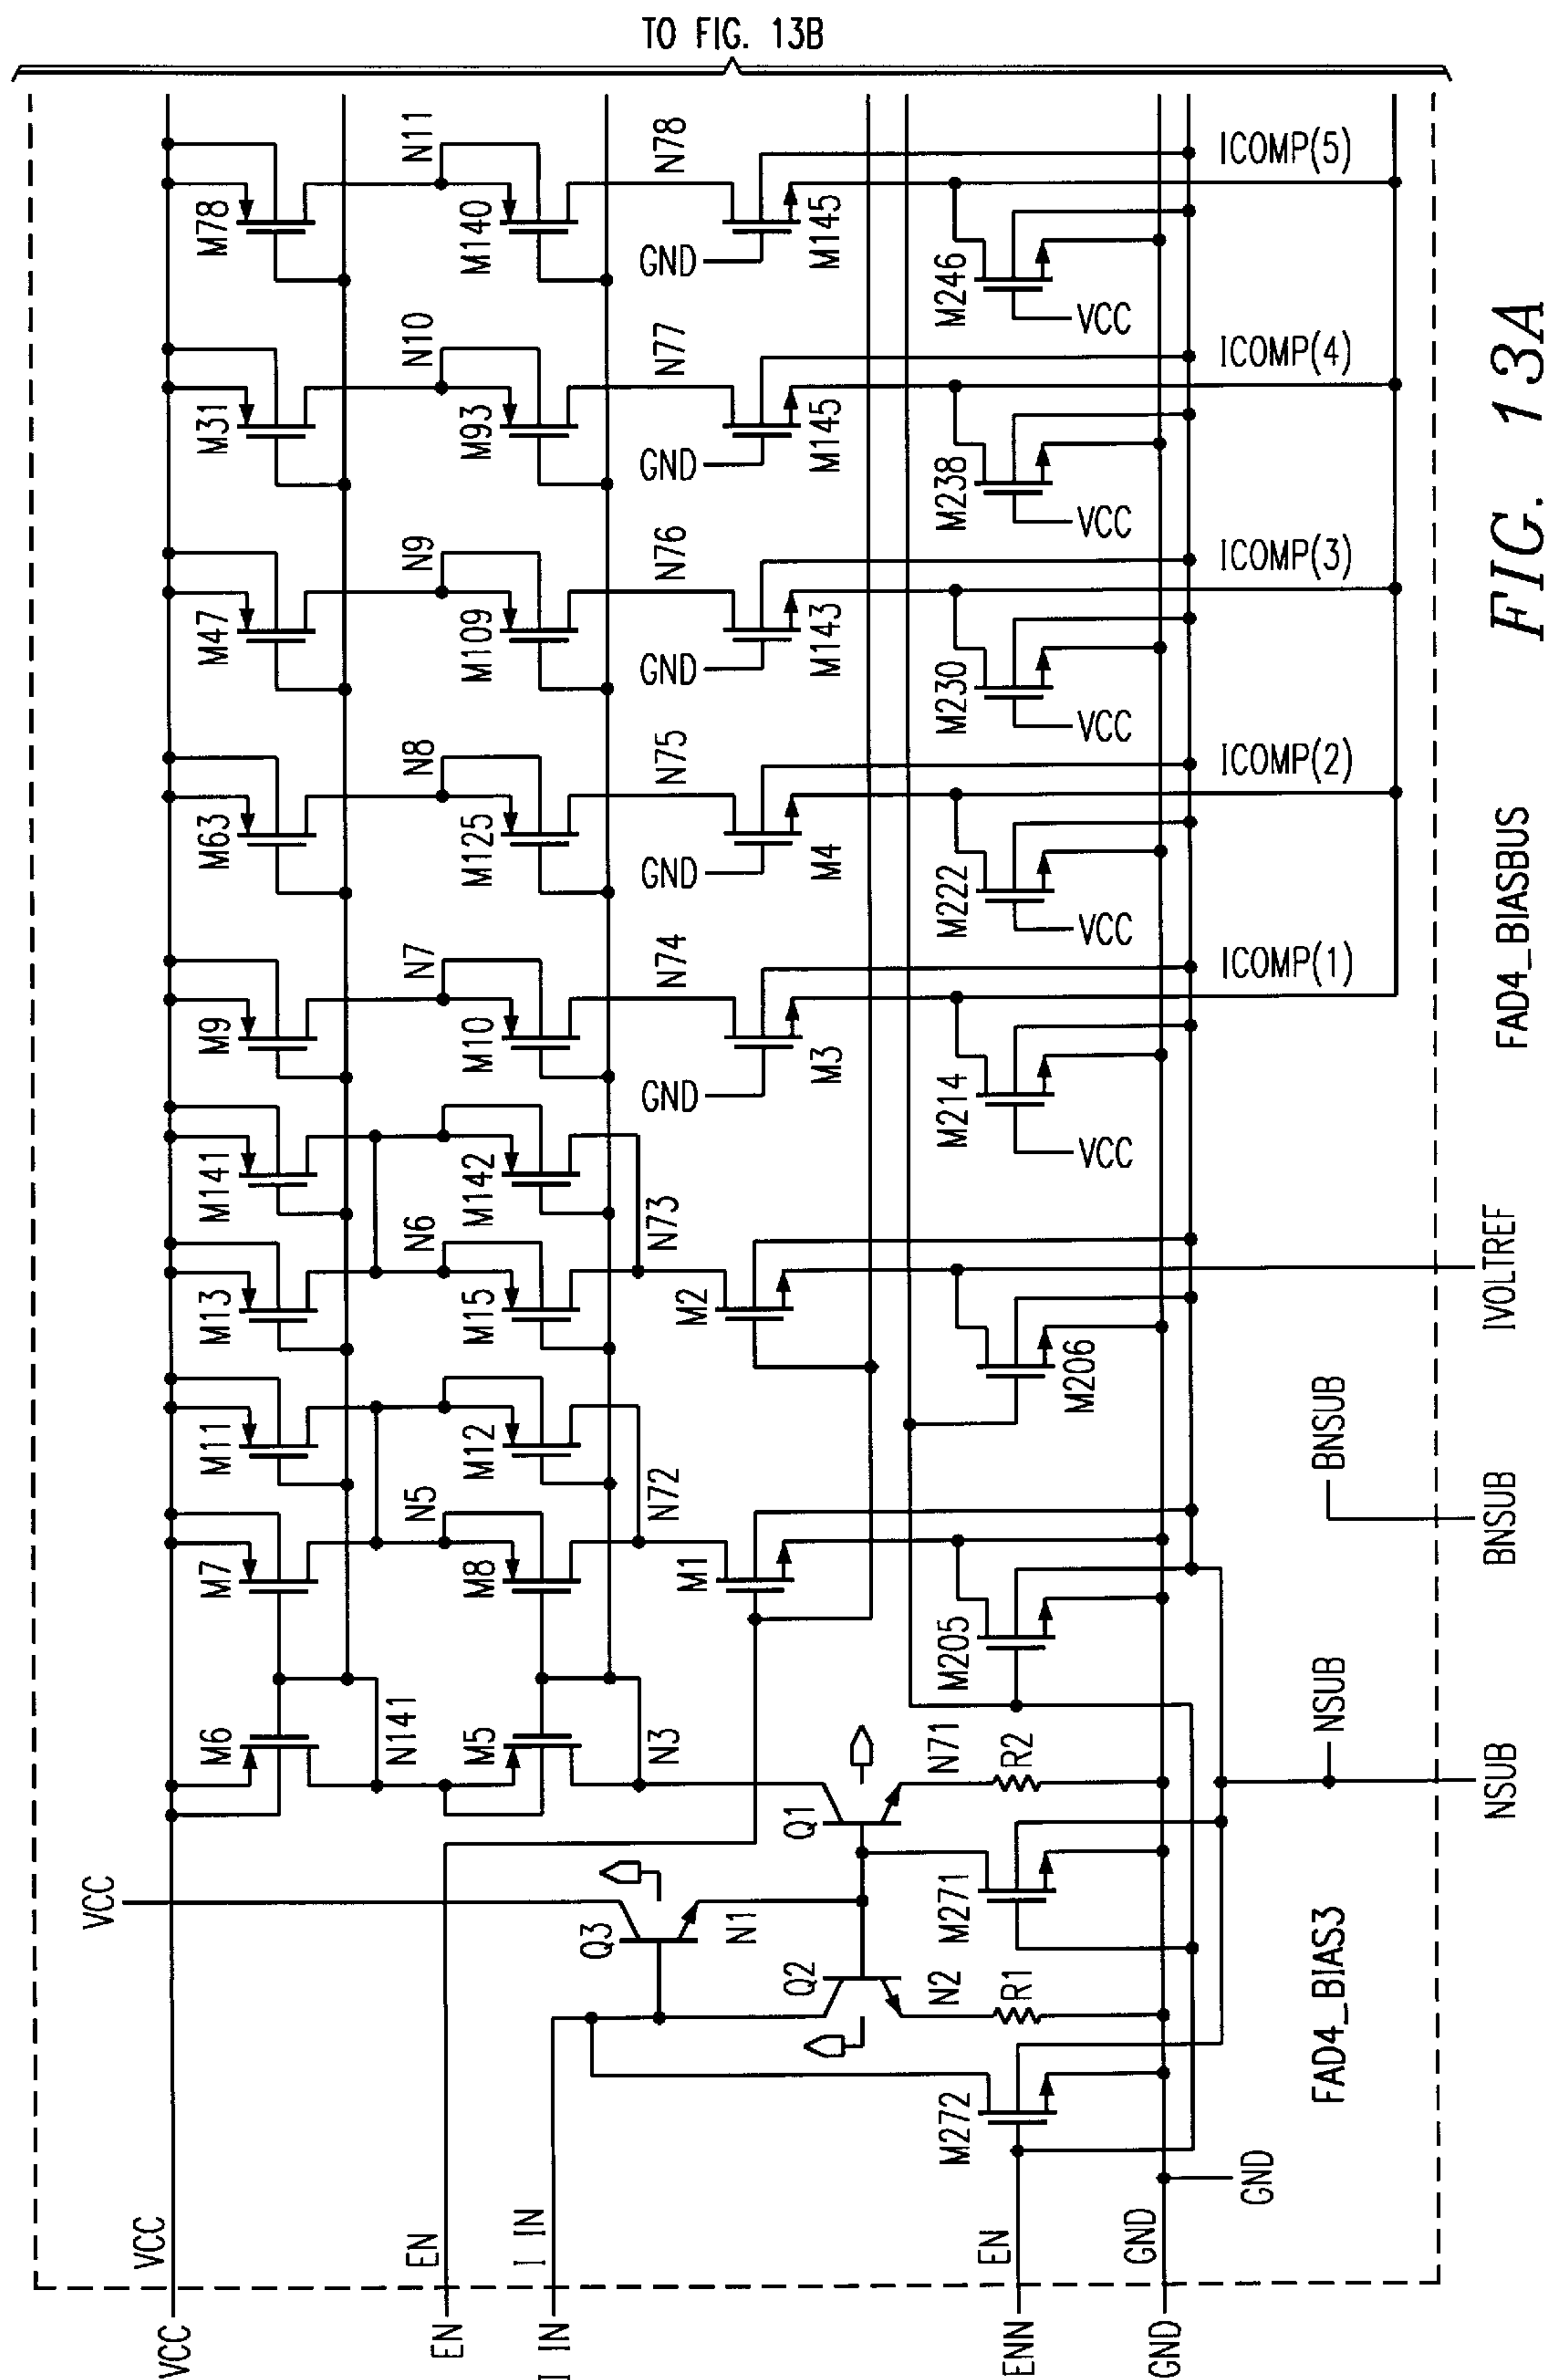 TO FIG. 13B
VCC
VCC
VCC
M6
M7
M11
M13
M141
M9
M63
M47
M31
M78
N141
N5
N6
N7
N8
N9
N10
N11
EN
EN
M5
M8
M12
M15
M142
M10
M125
M109
M93
M140
I IN
I IN
Q3
N3
N72
N73
N74
N75
N76
N77
N78
N1
M1
M2
GND
GND
GND
GND
GND
M3
M4
M143
M145
M145
Q2
Q1
N2
N71
R1
R2
M272
M271
M205
M206
M214
M222
M230
M238
M246
VCC
VCC
VCC
VCC
VCC
ENN
EN
GND
GND
GND
ICOMP(1)
ICOMP(2)
ICOMP(3)
ICOMP(4)
ICOMP(5)
FAD4_BIAS3
NSUB
NSUB
BNSUB
BNSUB
IVOLTREF
FAD4_BIASBUS
FIG. 13A